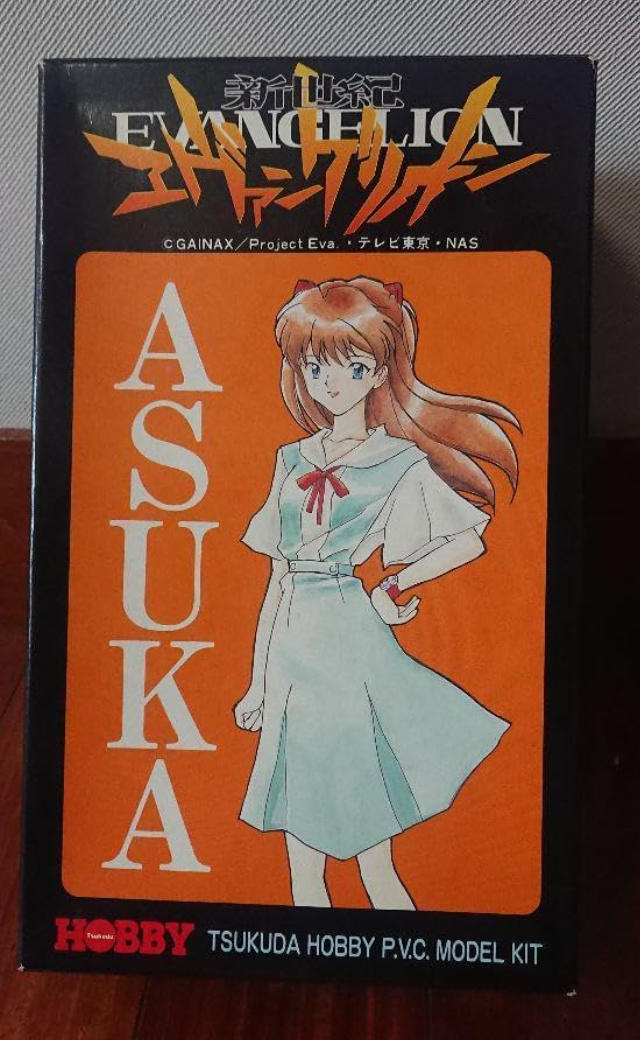 新世紀
EVANGELION
エヴァンゲリオン
©GAINAX/Project Eva.・テレビ東京・NAS
ASUKA
Tsukuda
HOBBY
TSUKUDA HOBBY P.V.C. MODEL KIT